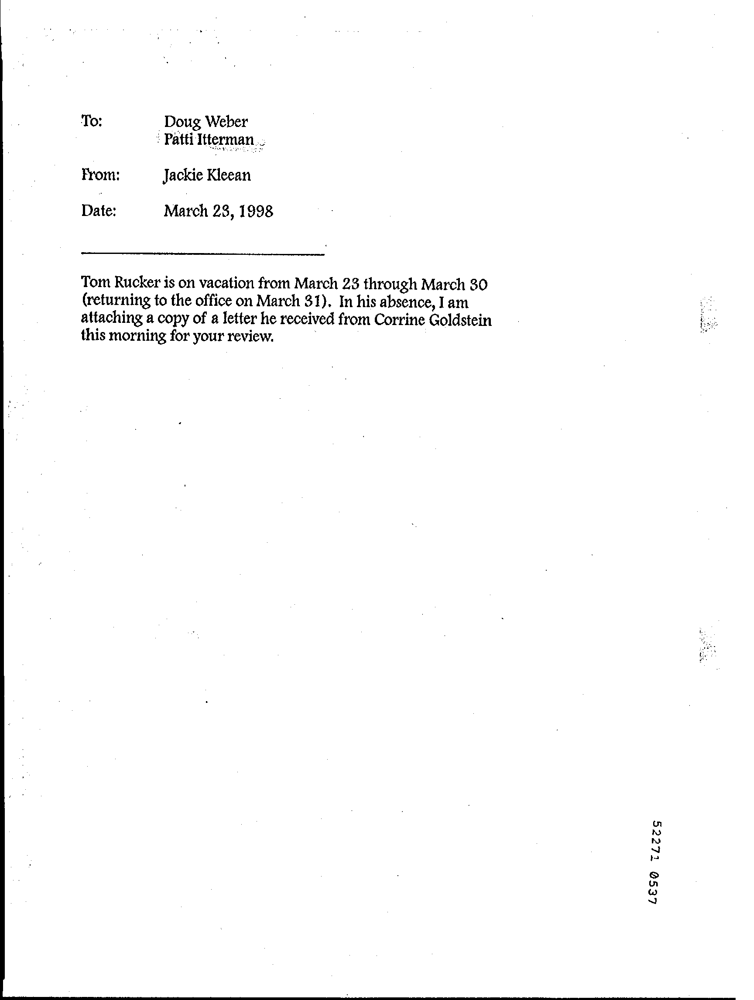 To: Doug Weber
Patti Itterman
From: Jackie Kleean
Date: March 23, 1998
Tom Rucker is on vacation from March 23 through March 30
(returning to the office on March 31). In his absence, I am
attaching a copy of a letter he received from Corrine Goldstein
this morning for your review.
52271 0537